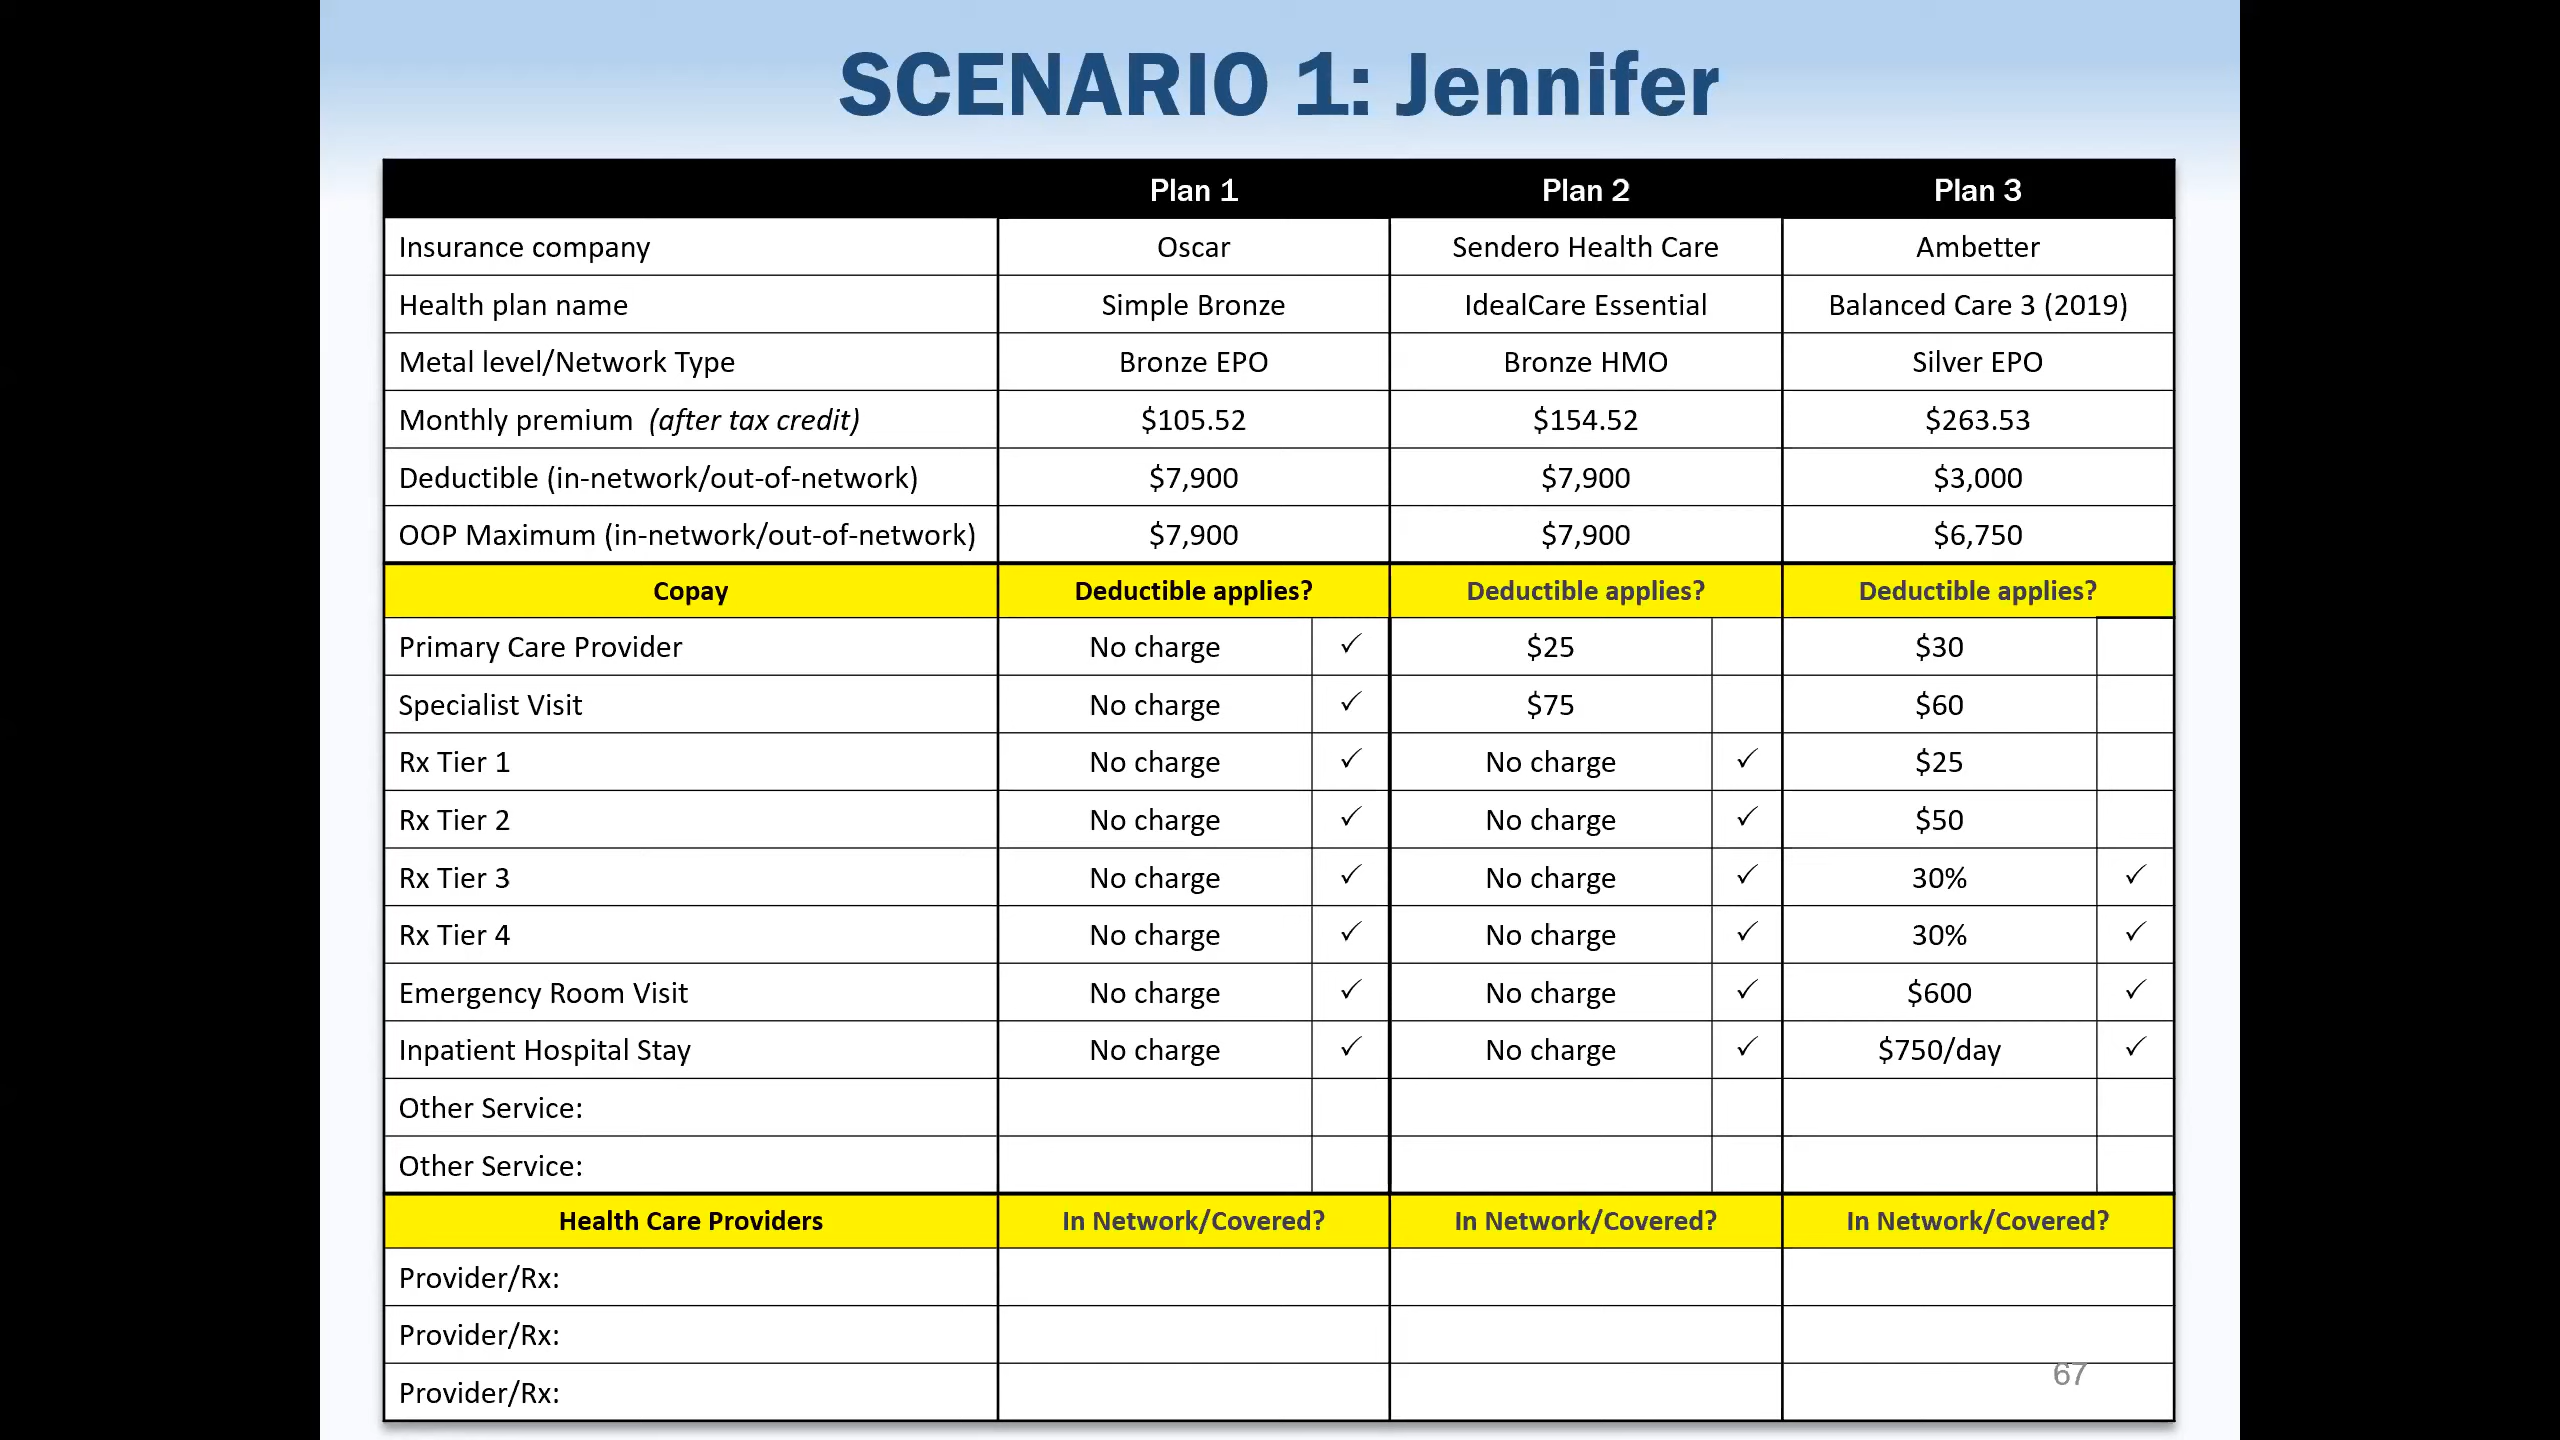 SCENARIO 1: Jennifer
Plan 1 Plan 2 Plan 3
Insurance company Oscar Sendero Health Care Ambetter
Health plan name Simple Bronze IdealCare Essential Balanced Care 3 (2019)
Metal level/Network Type Bronze EPO Bronze HMO Silver EPO
Monthly premium (after tax credit) $105.52 $154.52 $263.53
Deductible (in-network/out-of-network) $7,900 $7,900 $3,000
OOP Maximum (in-network/out-of-network) $7,900 $7,900 $6,750
Copay Deductible applies? Deductible applies? Deductible applies?
Primary Care Provider No charge ✓ $25 $30
Specialist Visit No charge ✓ $75 $60
Rx Tier 1 No charge ✓ No charge ✓ $25
Rx Tier 2 No charge ✓ No charge ✓ $50
Rx Tier 3 No charge ✓ No charge ✓ 30% ✓
Rx Tier 4 No charge ✓ No charge ✓ 30% ✓
Emergency Room Visit No charge ✓ No charge ✓ $600 ✓
Inpatient Hospital Stay No charge ✓ No charge ✓ $750/day ✓
Other Service:
Other Service:
Health Care Providers In Network/Covered? In Network/Covered? In Network/Covered?
Provider/Rx:
Provider/Rx:
Provider/Rx:
67